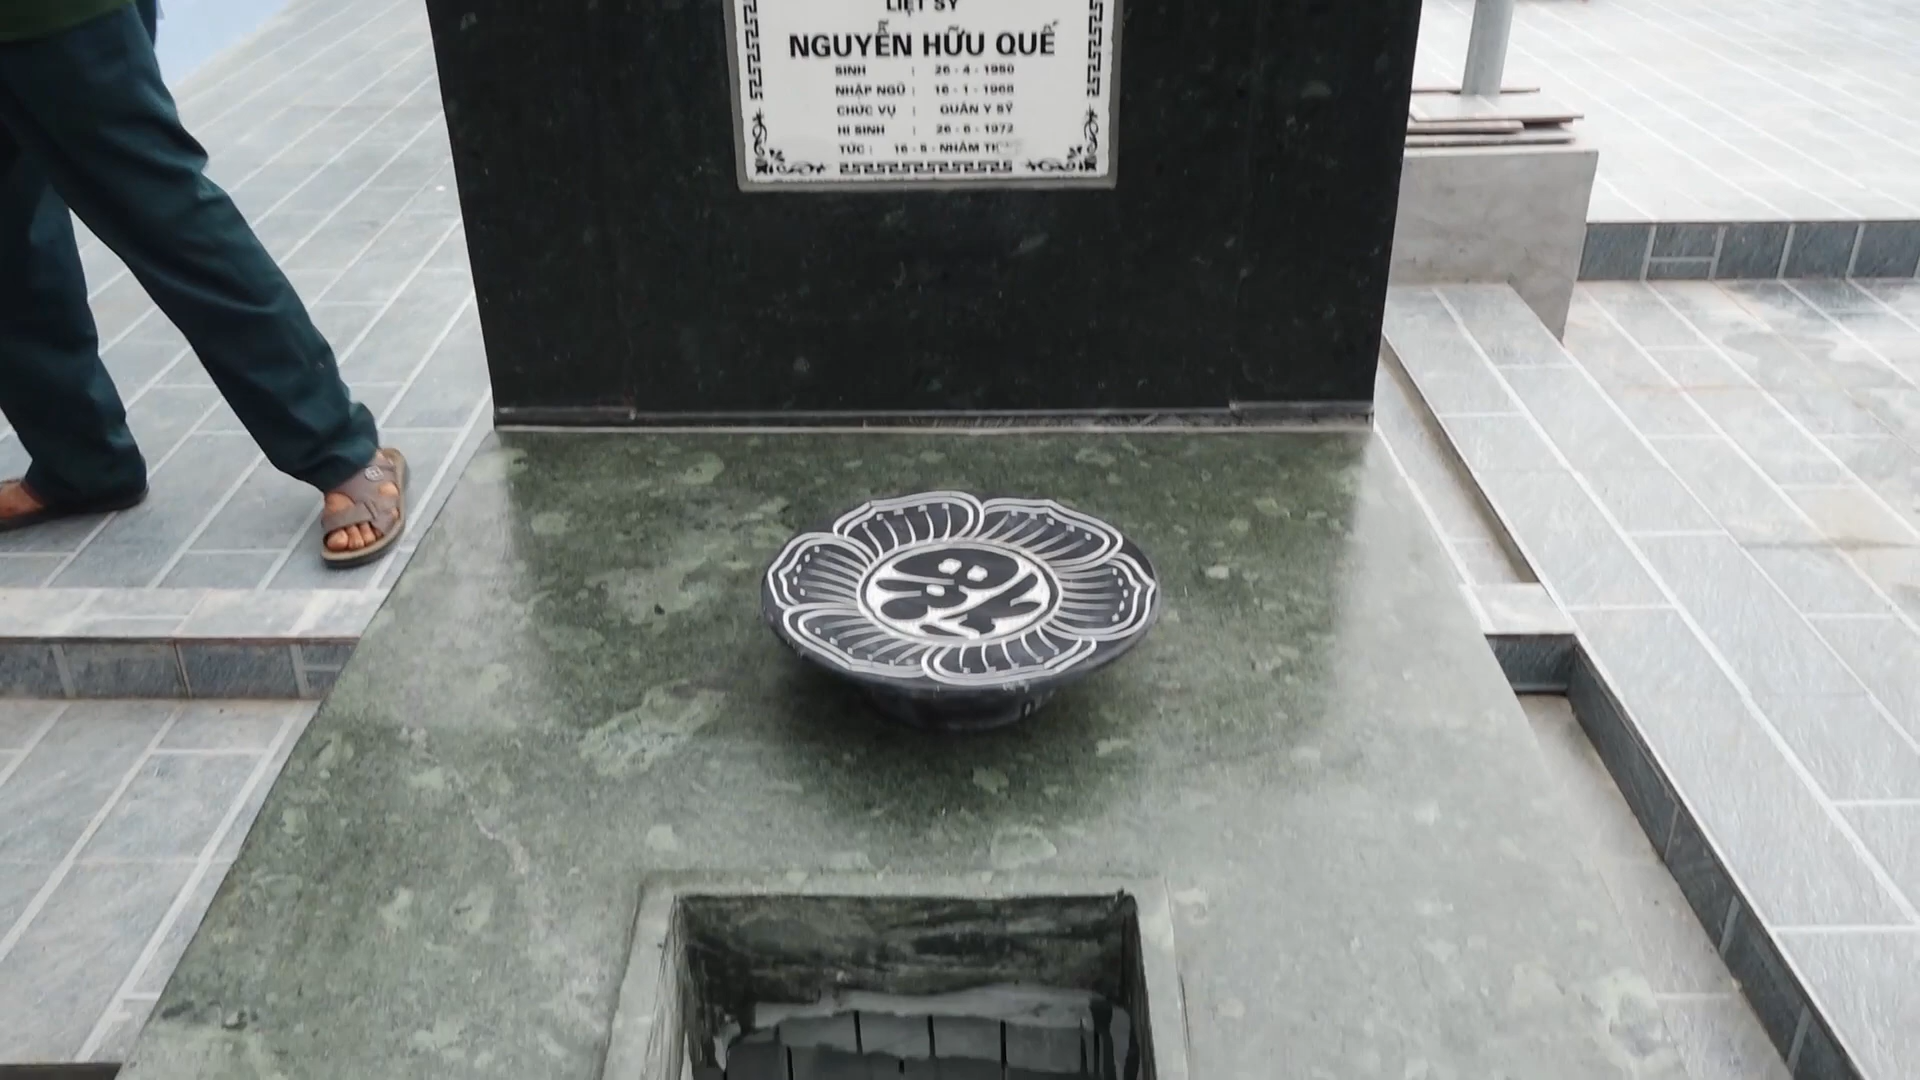 LIỆT SỸ
NGUYỄN HỮU QUẾ
SINH : 26 - 4 - 1950
NHẬP NGŨ : 16 - 1 - 1968
CHỨC VỤ : QUÂN Y SỸ
HI SINH : 26 - 6 - 1972
TỨC : 16 - 5 - NHÂM